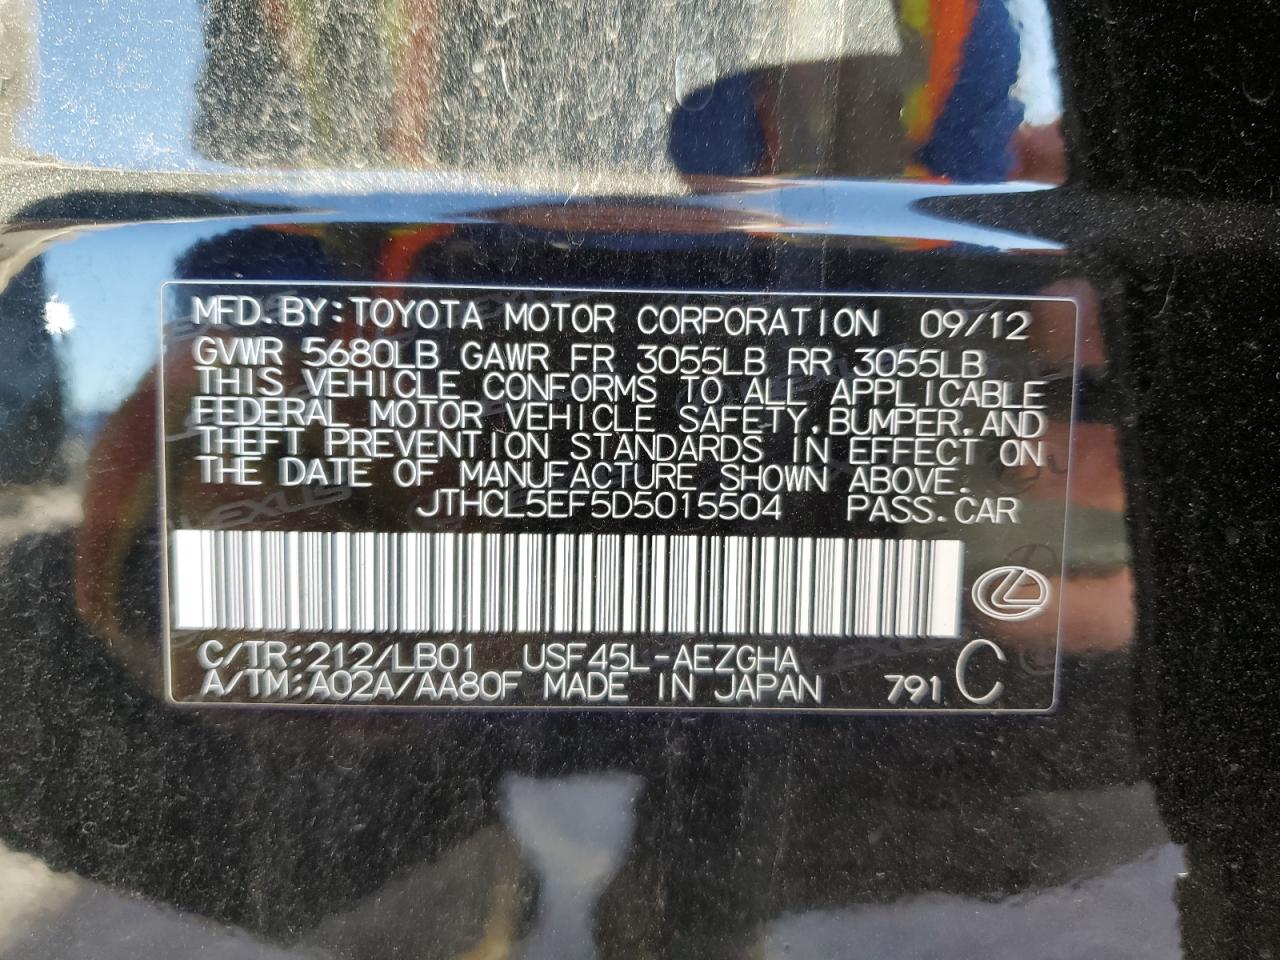 MFD.BY:TOYOTA MOTOR CORPORATION 09/12
GVWR 5680LB GAWR FR 3055LB RR 3055LB
THIS VEHICLE CONFORMS TO ALL APPLICABLE
FEDERAL MOTOR VEHICLE SAFETY,BUMPER,AND
THEFT PREVENTION STANDARDS IN EFFECT ON
THE DATE OF MANUFACTURE SHOWN ABOVE.
JTHCL5EF5D5015504 PASS.CAR
C/TR:212/LB01 USF45L-AEZGHA
A/TM:A02A/AA80F MADE IN JAPAN 791 C